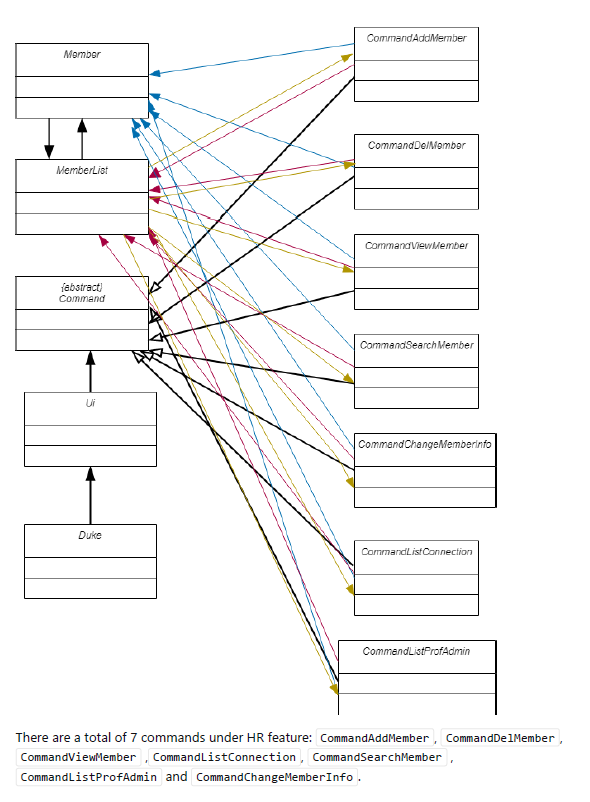 Member
CommandAddMember
CommandDelMember
MemberList
CommandViewMember
{abstract}
Command
CommandSearchMember
Ui
CommandChangeMemberInfo
Duke
CommandListConnection
CommandListProfAdmin
There are a total of 7 commands under HR feature: CommandAddMember , CommandDelMember ,
CommandViewMember , CommandListConnection , CommandSearchMember ,
CommandListProfAdmin and CommandChangeMemberInfo .